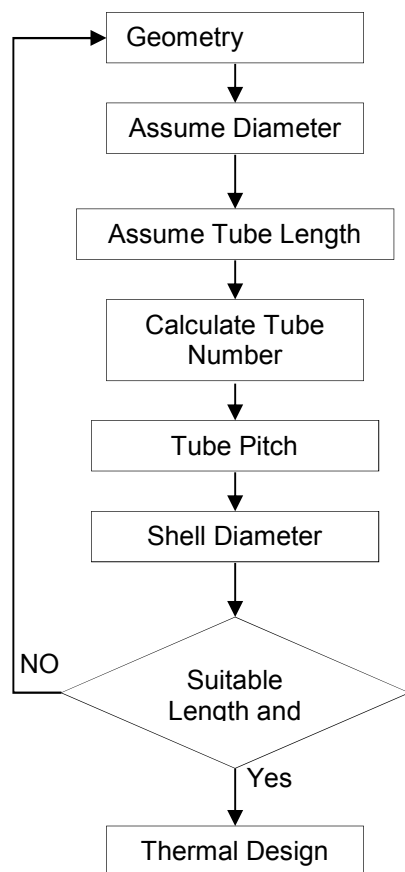 Geometry
Assume Diameter
Assume Tube Length
Calculate Tube
Number
Tube Pitch
Shell Diameter
NO
Suitable
Length and
Yes
Thermal Design